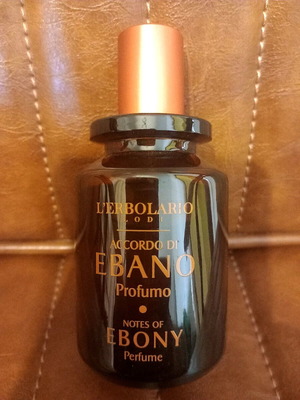 L'ERBOLARIO
LODI
ACCORDO DI
EBANO
Profumo
•
NOTES OF
EBONY
Perfume